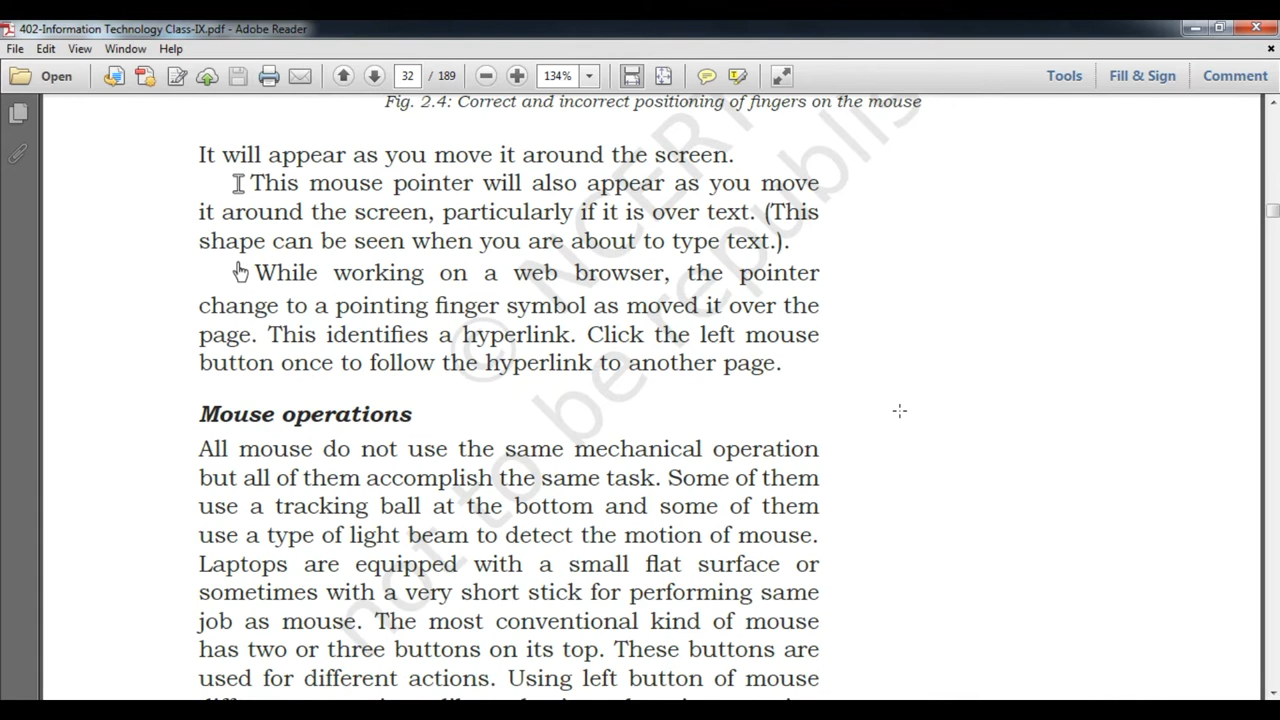 402-Information Technology Class-IX.pdf - Adobe Reader
File Edit View Window Help
Open 32 / 189 134% Tools Fill & Sign Comment
Fig. 2.4: Correct and incorrect positioning of fingers on the mouse
It will appear as you move it around the screen.
This mouse pointer will also appear as you move
it around the screen, particularly if it is over text. (This
shape can be seen when you are about to type text.).
While working on a web browser, the pointer
change to a pointing finger symbol as moved it over the
page. This identifies a hyperlink. Click the left mouse
button once to follow the hyperlink to another page.
Mouse operations
All mouse do not use the same mechanical operation
but all of them accomplish the same task. Some of them
use a tracking ball at the bottom and some of them
use a type of light beam to detect the motion of mouse.
Laptops are equipped with a small flat surface or
sometimes with a very short stick for performing same
job as mouse. The most conventional kind of mouse
has two or three buttons on its top. These buttons are
used for different actions. Using left button of mouse
© NCERT
not to be republis